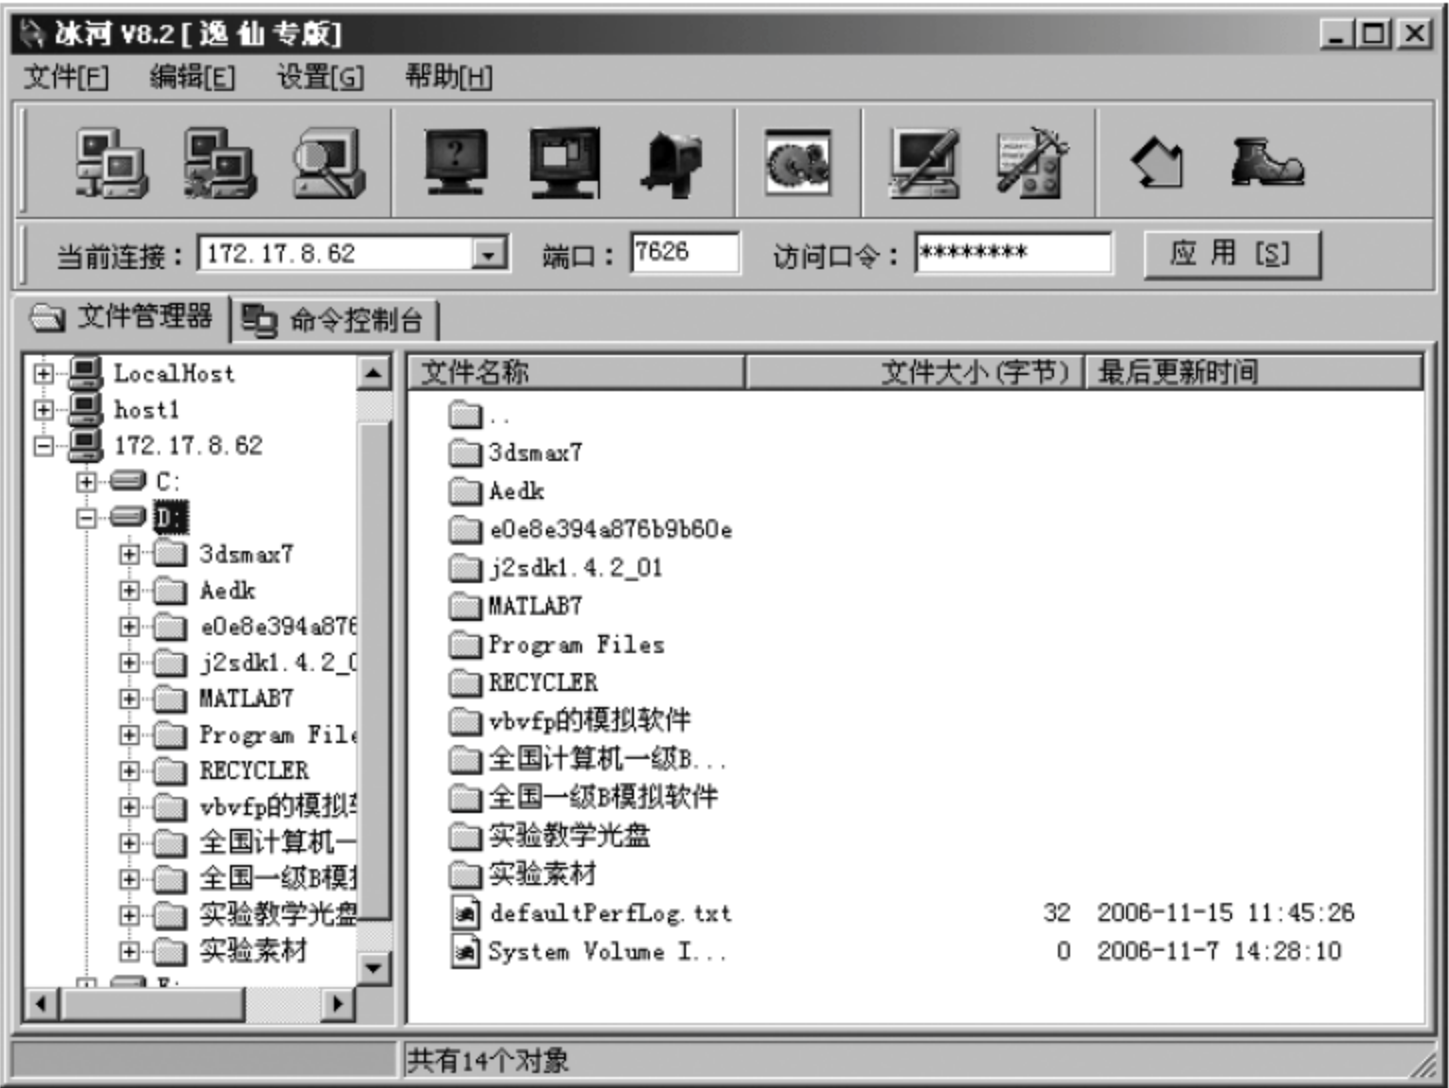 冰河 V8.2 [ 逸 仙 专 版]
文件[F] 编辑[E] 设置[G] 帮助[H]
?
当前连接： 172.17.8.62 端口： 7626 访问口令： ******** 应 用 [S]
文件管理器 命令控制台
LocalHost
host1
172.17.8.62
C:
D:
3dsmax7
Aedk
e0e8e394a876
j2sdk1.4.2_0
MATLAB7
Program File
RECYCLER
vbvfp的模拟
全国计算机一
全国一级B模
实验教学光盘
实验素材
文件名称 文件大小(字节) 最后更新时间
..
3dsmax7
Aedk
e0e8e394a876b9b60e
j2sdk1.4.2_01
MATLAB7
Program Files
RECYCLER
vbvfp的模拟软件
全国计算机一级B...
全国一级B模拟软件
实验教学光盘
实验素材
defaultPerfLog.txt 32 2006-11-15 11:45:26
System Volume I... 0 2006-11-7 14:28:10
共有14个对象